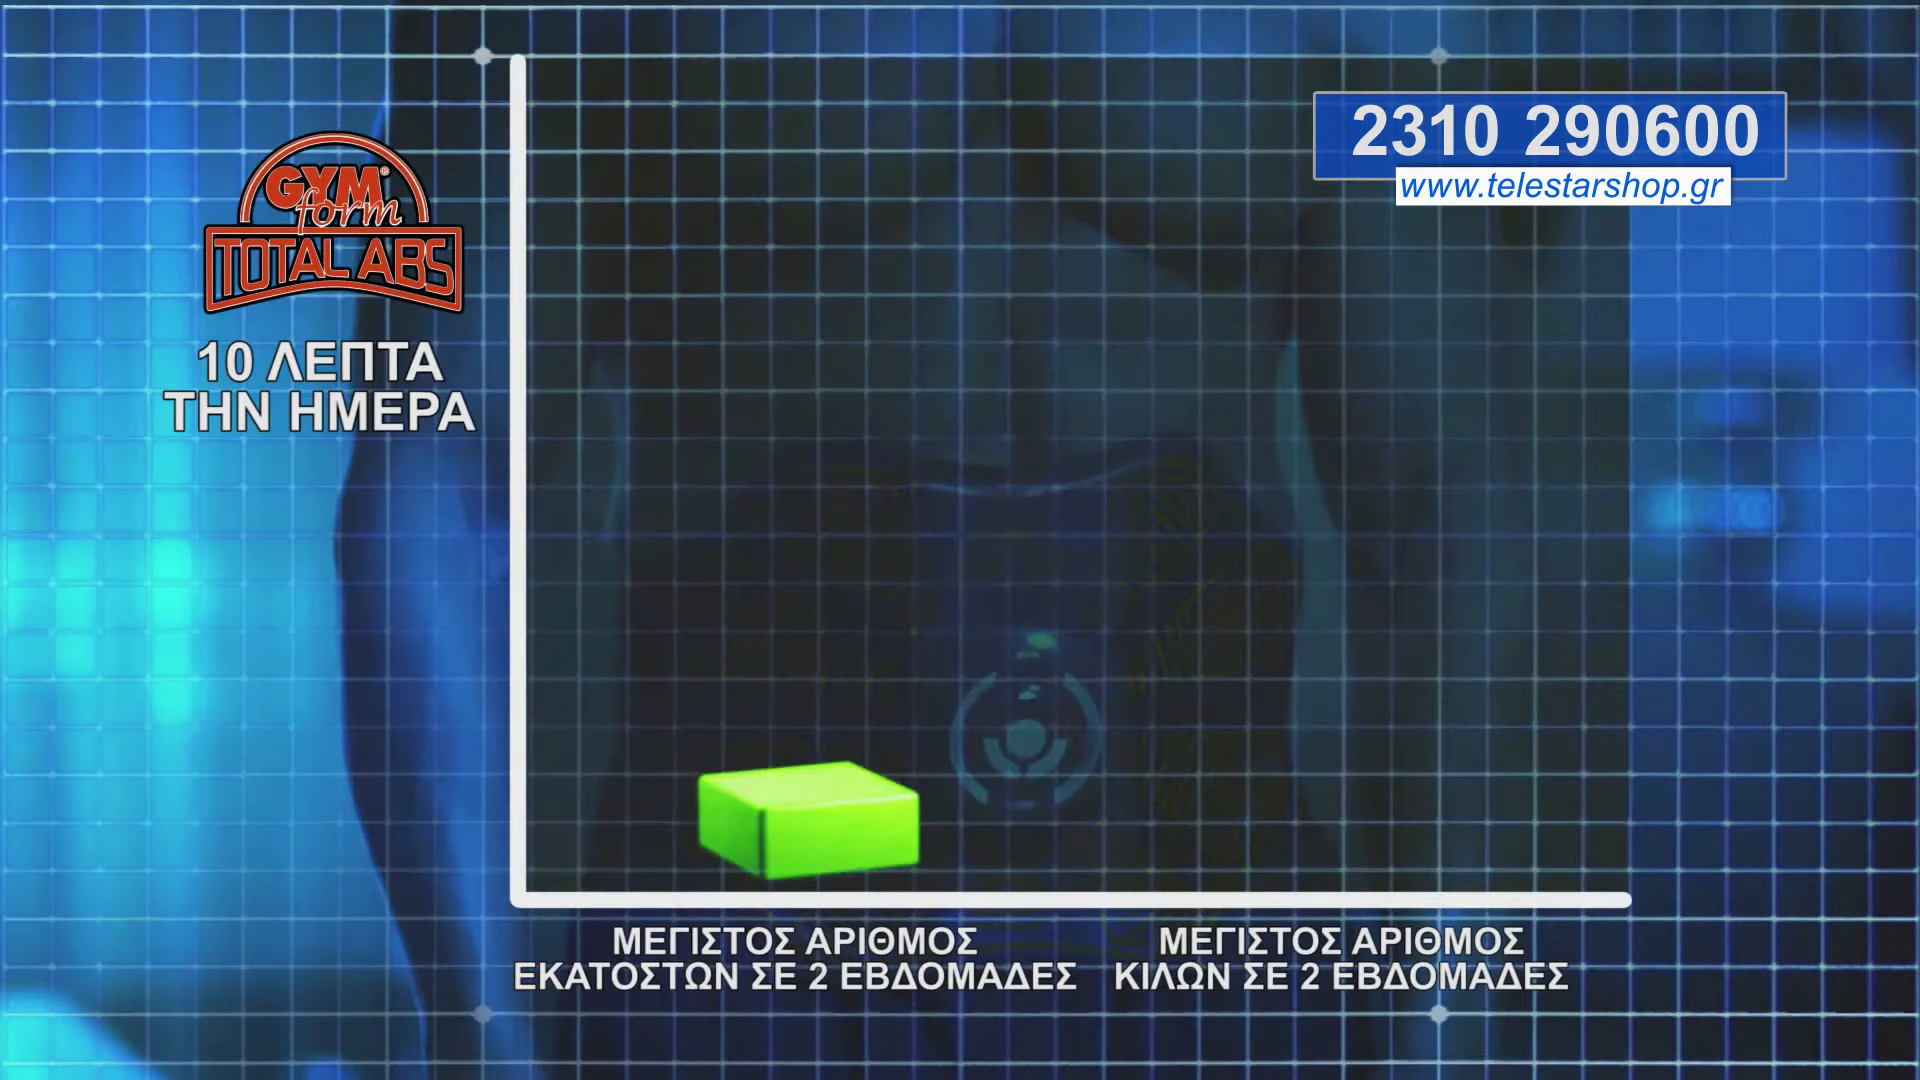 2310 290600
www.telestarshop.gr
GYM®
form
TOTAL ABS
10 ΛΕΠΤΑ
ΤΗΝ ΗΜΕΡΑ
ΜΕΓΙΣΤΟΣ ΑΡΙΘΜΟΣ
ΕΚΑΤΟΣΤΩΝ ΣΕ 2 ΕΒΔΟΜΑΔΕΣ
ΜΕΓΙΣΤΟΣ ΑΡΙΘΜΟΣ
ΚΙΛΩΝ ΣΕ 2 ΕΒΔΟΜΑΔΕΣ